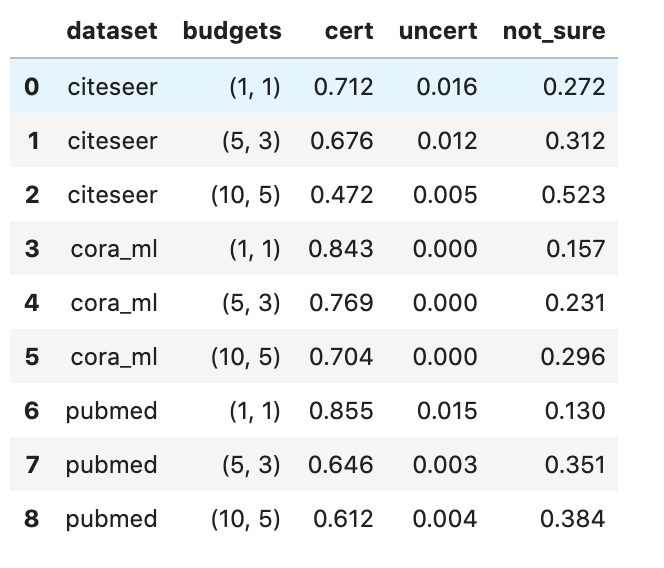 dataset budgets cert uncert not_sure
0 citeseer (1, 1) 0.712 0.016 0.272
1 citeseer (5, 3) 0.676 0.012 0.312
2 citeseer (10, 5) 0.472 0.005 0.523
3 cora_ml (1, 1) 0.843 0.000 0.157
4 cora_ml (5, 3) 0.769 0.000 0.231
5 cora_ml (10, 5) 0.704 0.000 0.296
6 pubmed (1, 1) 0.855 0.015 0.130
7 pubmed (5, 3) 0.646 0.003 0.351
8 pubmed (10, 5) 0.612 0.004 0.384